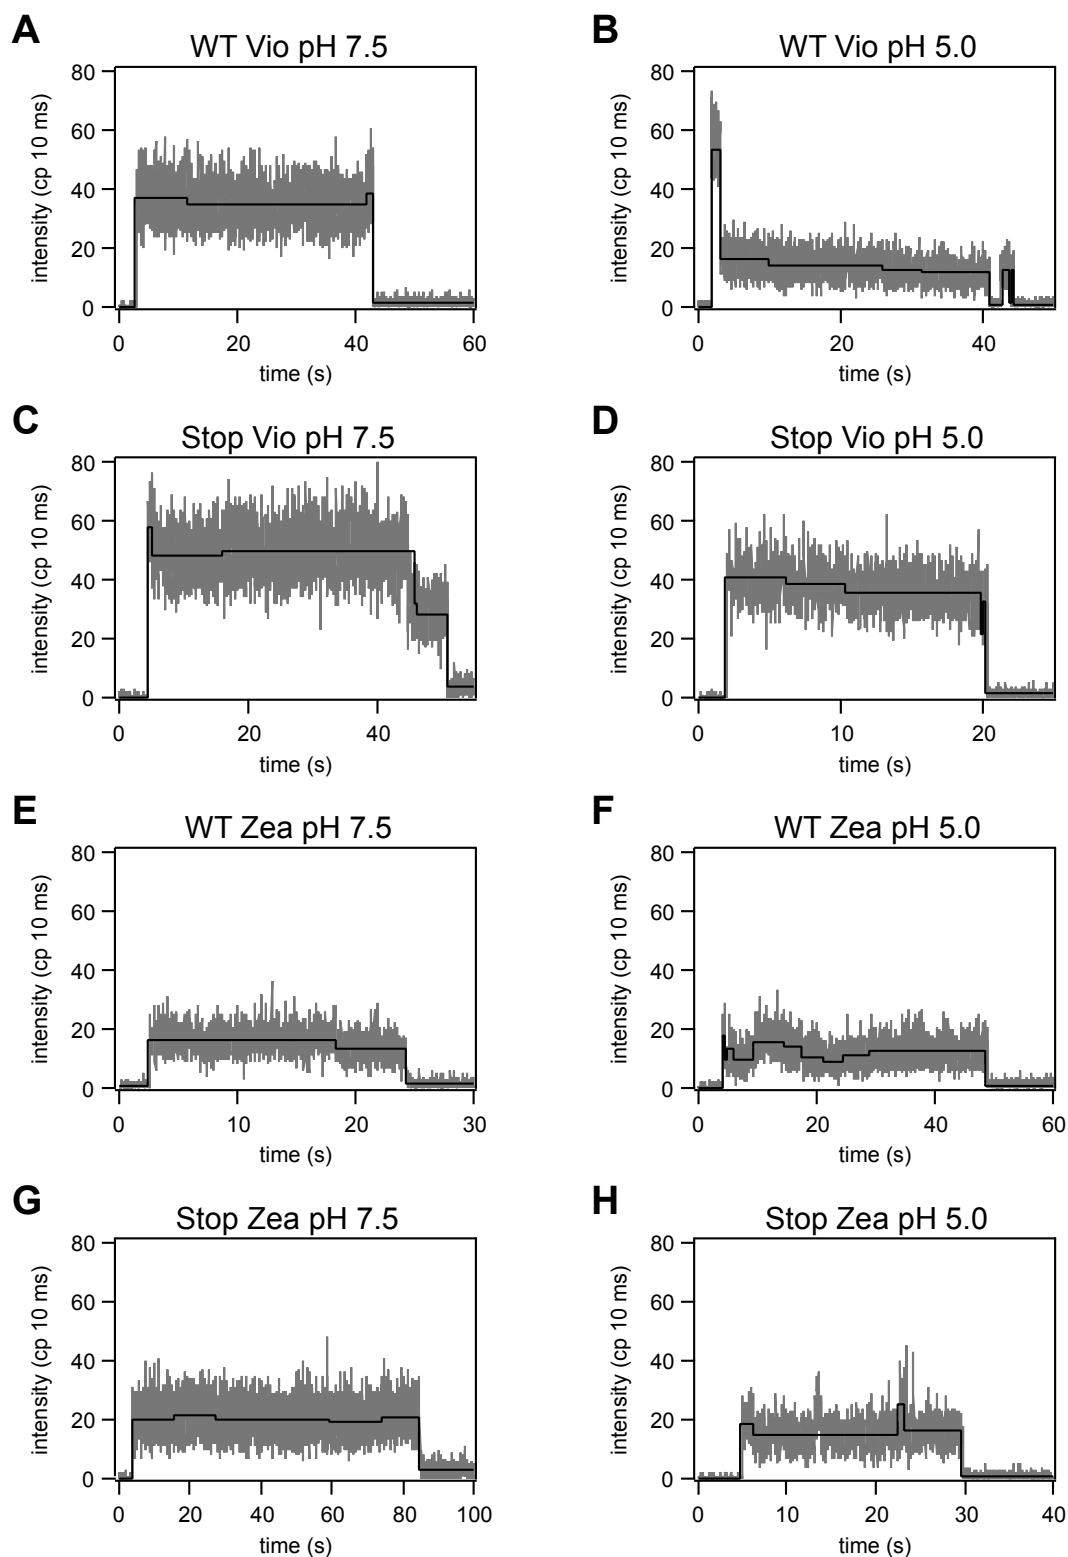 A
WT Vio pH 7.5
intensity (cp 10 ms)
80
60
40
20
0
0 20 40 60
time (s)
B
WT Vio pH 5.0
intensity (cp 10 ms)
80
60
40
20
0
0 20 40
time (s)
C
Stop Vio pH 7.5
intensity (cp 10 ms)
80
60
40
20
0
0 20 40
time (s)
D
Stop Vio pH 5.0
intensity (cp 10 ms)
80
60
40
20
0
0 10 20
time (s)
E
WT Zea pH 7.5
intensity (cp 10 ms)
80
60
40
20
0
0 10 20 30
time (s)
F
WT Zea pH 5.0
intensity (cp 10 ms)
80
60
40
20
0
0 20 40 60
time (s)
G
Stop Zea pH 7.5
intensity (cp 10 ms)
80
60
40
20
0
0 20 40 60 80 100
time (s)
H
Stop Zea pH 5.0
intensity (cp 10 ms)
80
60
40
20
0
0 10 20 30 40
time (s)